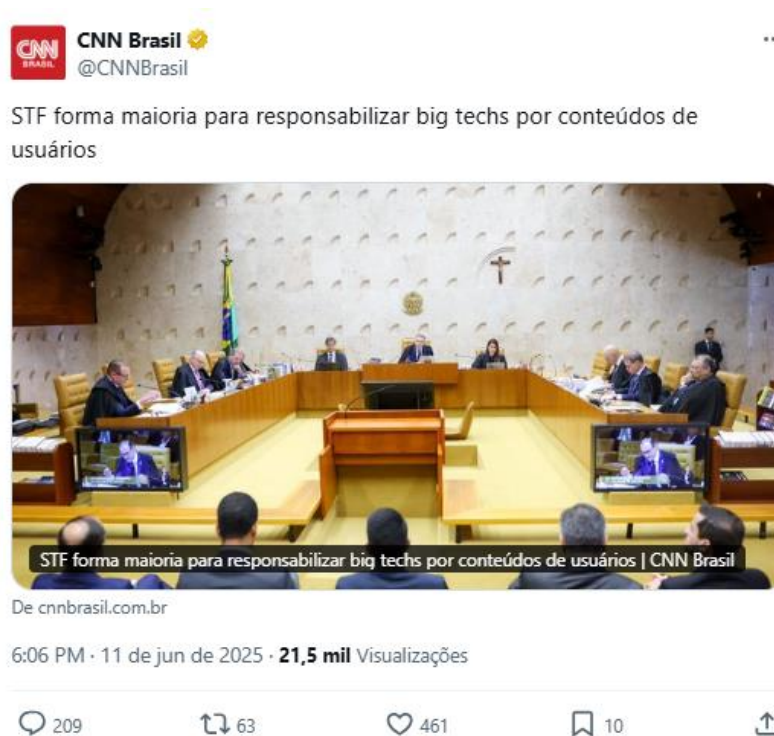 CNN
BRASIL
CNN Brasil
@CNNBrasil
STF forma maioria para responsabilizar big techs por conteúdos de
usuários
STF forma maioria para responsabilizar big techs por conteúdos de usuários | CNN Brasil
De cnnbrasil.com.br
6:06 PM · 11 de jun de 2025 · 21,5 mil Visualizações
209 63 461 10